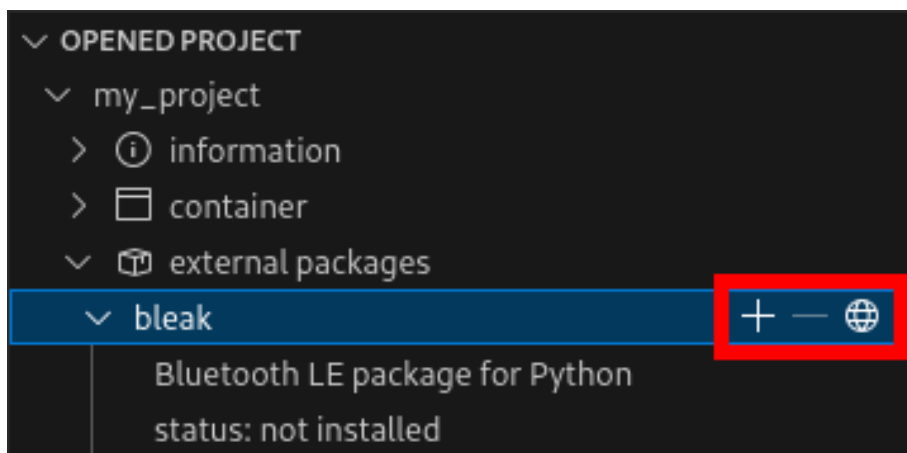 OPENED PROJECT
my_project
information
container
external packages
bleak
Bluetooth LE package for Python
status: not installed